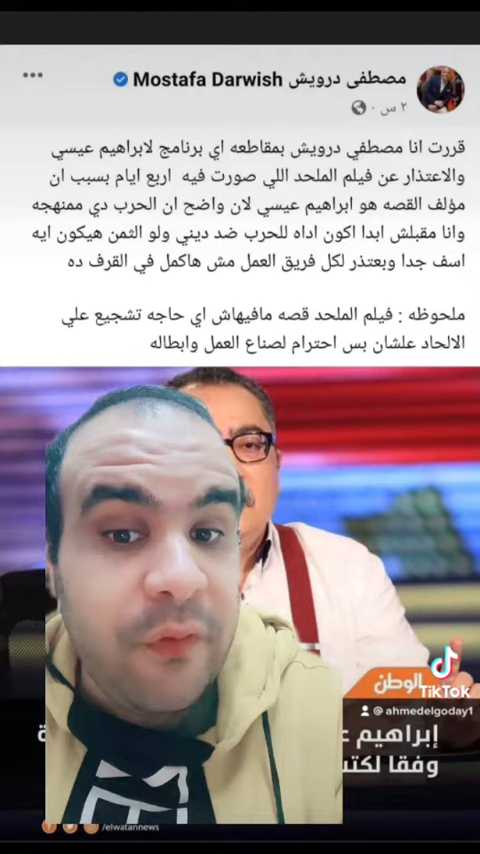 مصطفى درويش Mostafa Darwish
٢ س ·
قررت انا مصطفي درويش بمقاطعه اي برنامج لابراهيم عيسي
والاعتذار عن فيلم الملحد اللي صورت فيه اربع ايام بسبب ان
مؤلف القصه هو ابراهيم عيسي لان واضح ان الحرب دي ممنهجه
وانا مقبلش ابدا اكون اداه للحرب ضد ديني ولو الثمن هيكون ايه
اسف جدا وبعتذر لكل فريق العمل مش هاكمل في القرف ده
ملحوظه : فيلم الملحد قصه مافيهاش اي حاجه تشجيع علي
الالحاد علشان بس احترام لصناع العمل وابطاله
الوطن
TikTok
@ ahmedelgoday1
إبراهيم
وفقا
/elwatannews